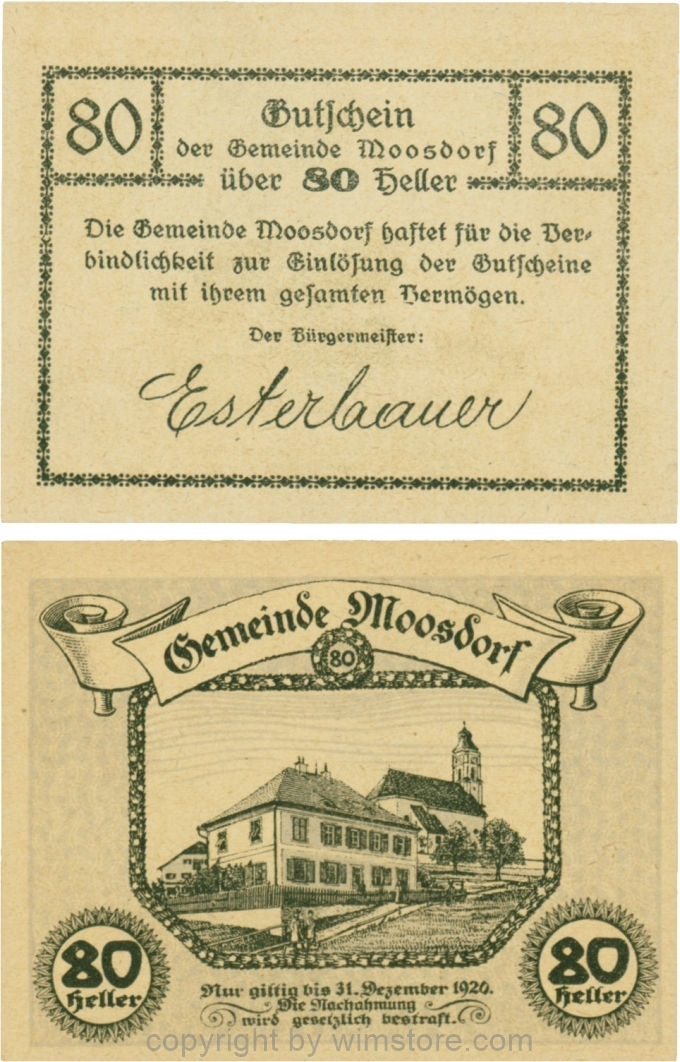 80
Gutschein
80
der Gemeinde Moosdorf
über 80 Heller
Die Gemeinde Moosdorf haftet für die Ver-
bindlichkeit zur Einlösung der Gutscheine
mit ihrem gesamten Vermögen.
Der Bürgermeister:
Esterbauer
Gemeinde Moosdorf
80
80
Heller
80
Heller
Nur giltig bis 31. Dezember 1920.
Die Nachahmung
wird gesetzlich bestraft.
copyright by wimstore.com